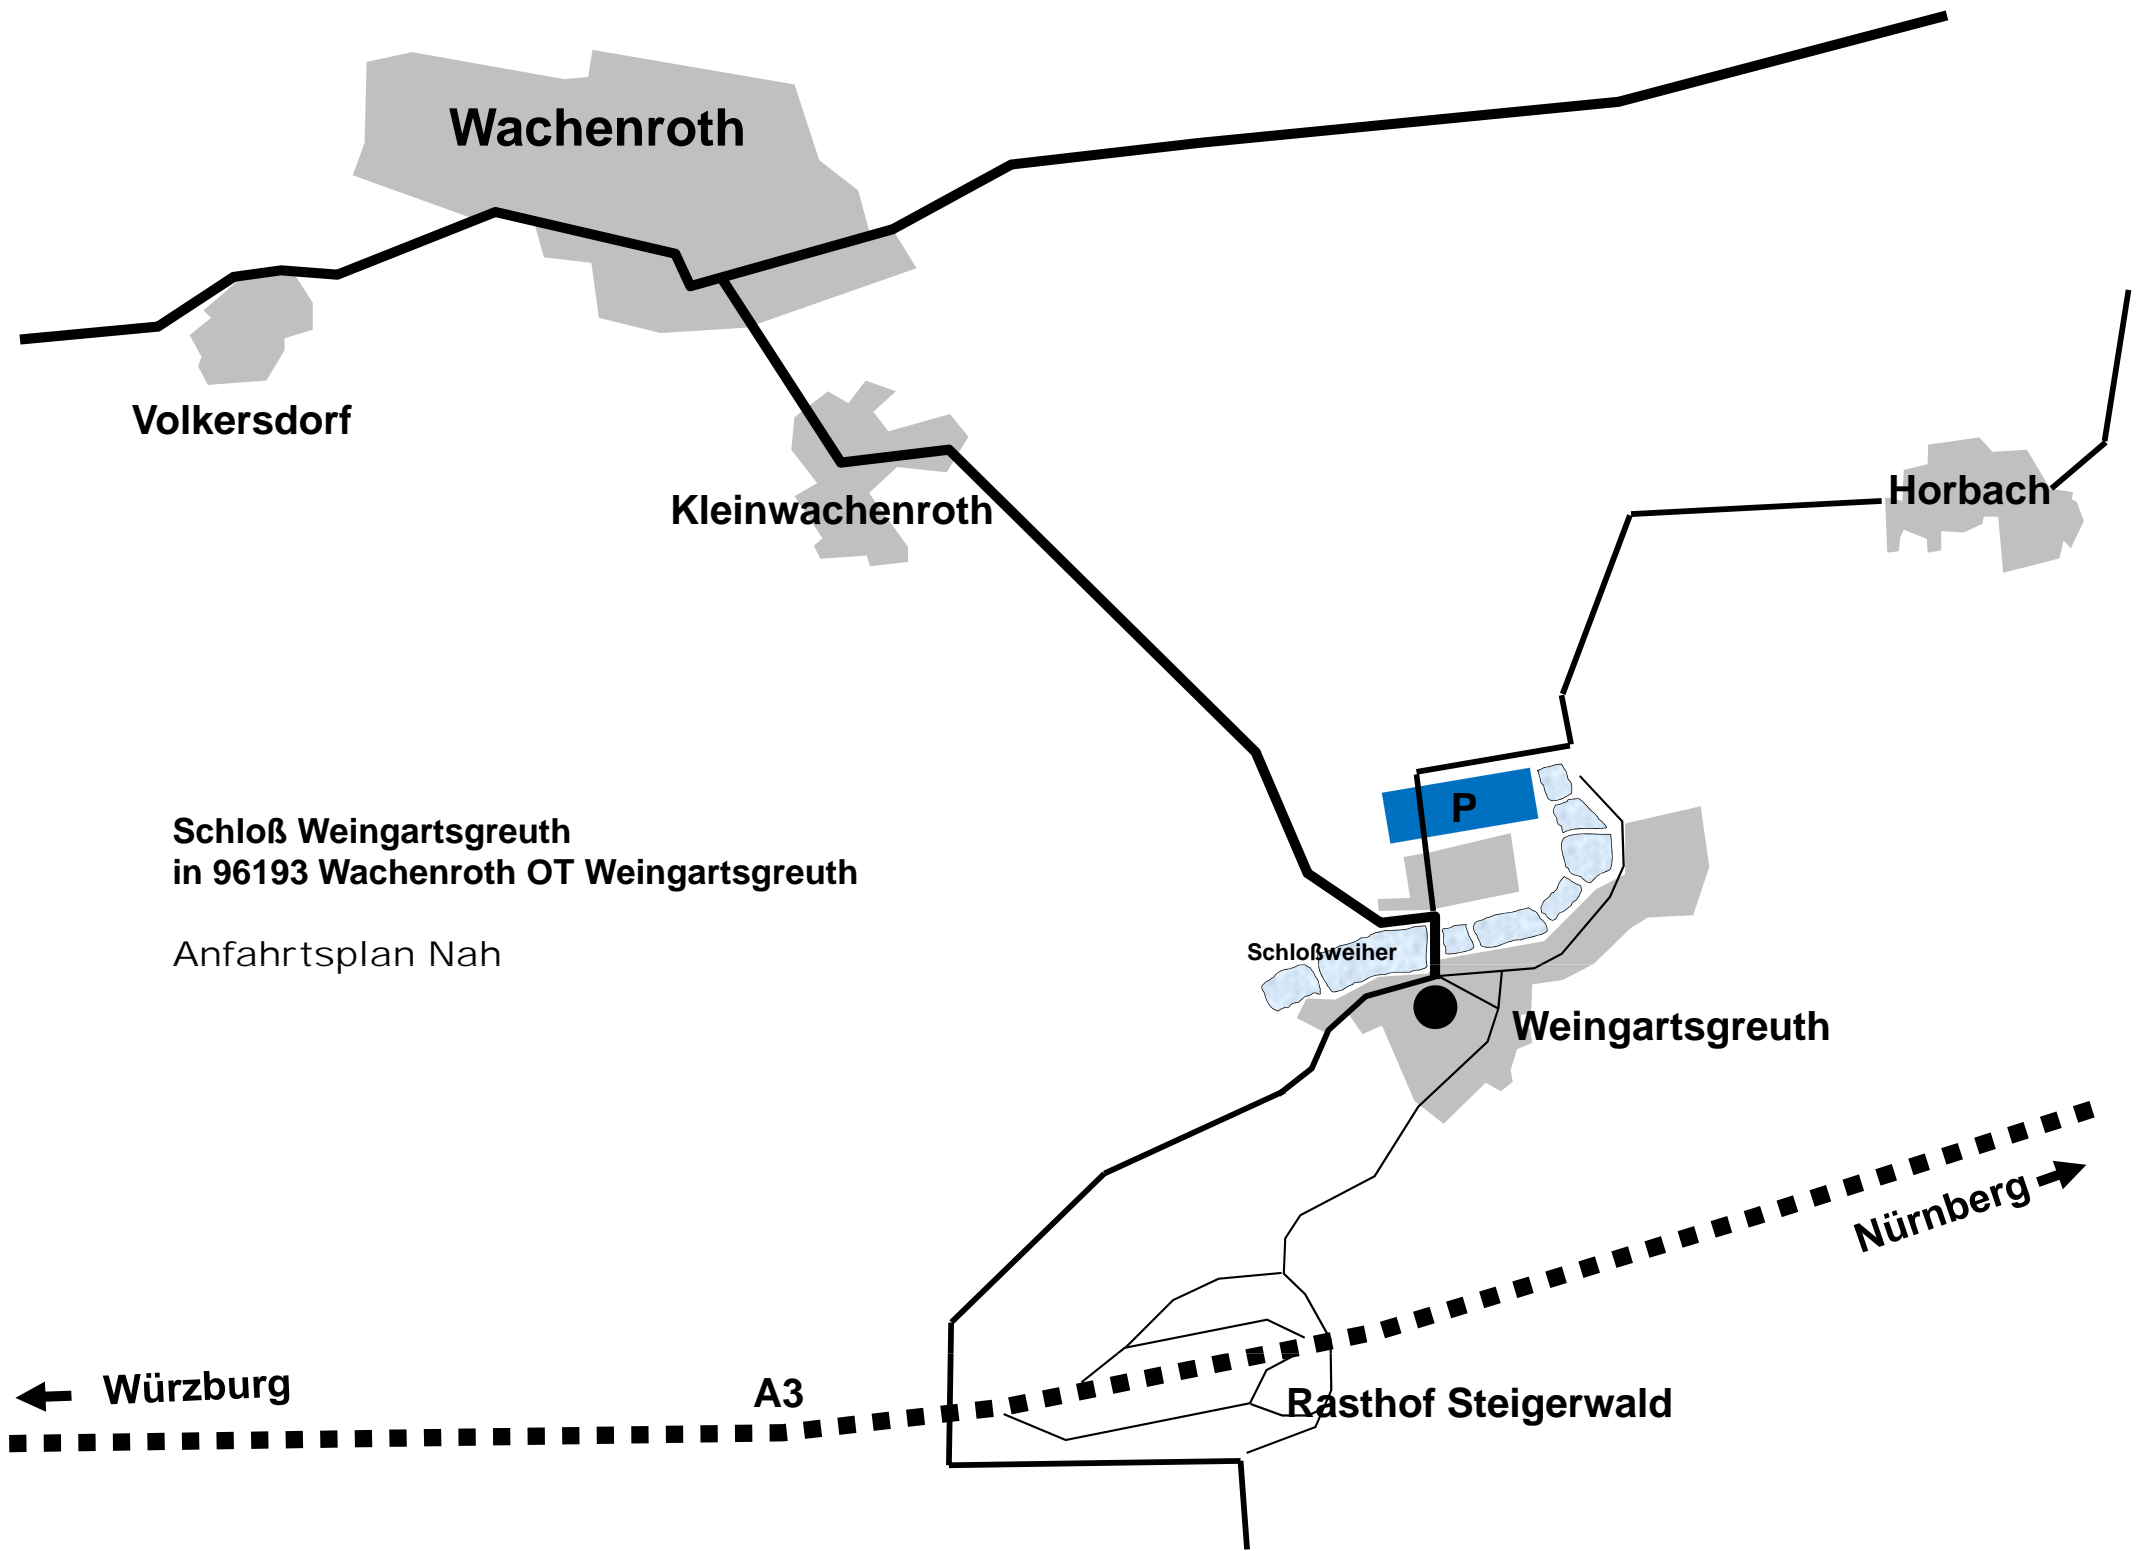 Wachenroth
Volkersdorf
Kleinwachenroth
Horbach
P
Schloß Weingartsgreuth
in 96193 Wachenroth OT Weingartsgreuth
Anfahrtsplan Nah
Schloßweiher
Weingartsgreuth
Nürnberg
Würzburg
A3
Rasthof Steigerwald